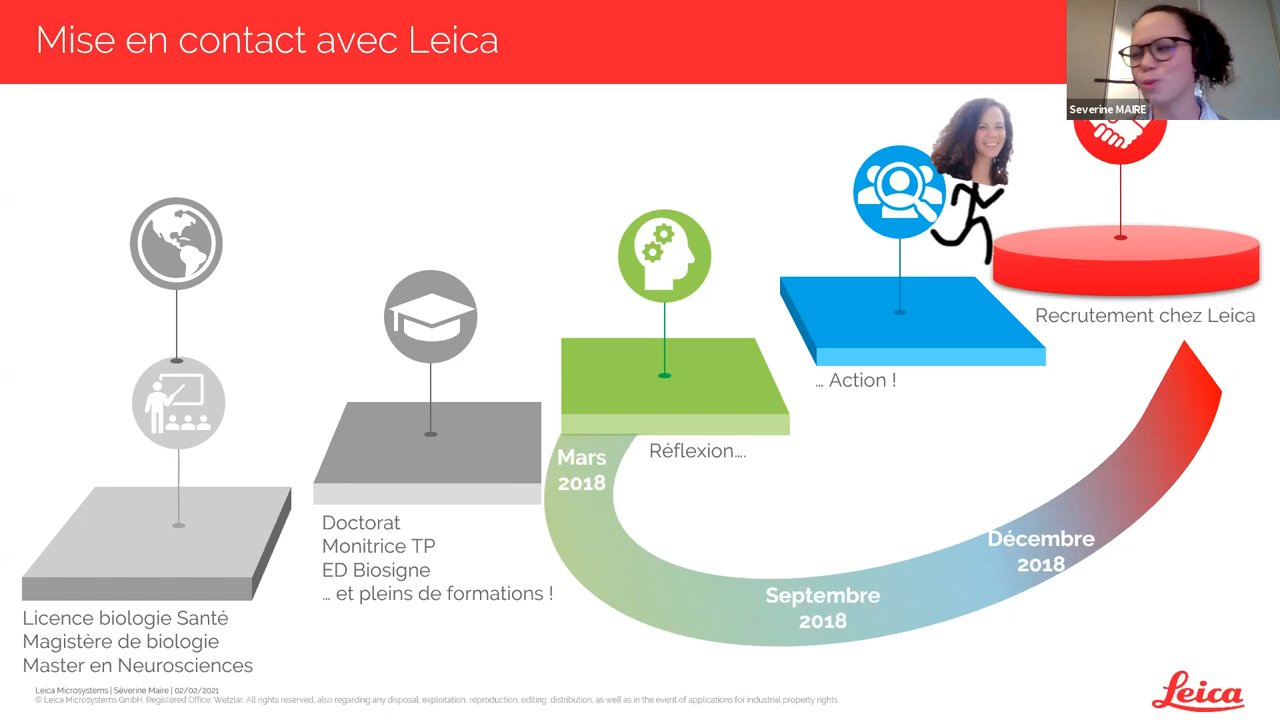 Mise en contact avec Leica
Severine MAIRE
Recrutement chez Leica
… Action !
Réflexion….
Mars
2018
Doctorat
Monitrice TP
ED Biosigne
… et pleins de formations !
Décembre
2018
Septembre
2018
Licence biologie Santé
Magistère de biologie
Master en Neurosciences
Leica Microsystems | Séverine Maire | 02/02/2021
© Leica Microsystems GmbH. Registered Office: Wetzlar. All rights reserved, also regarding any disposal, exploitation, reproduction, editing, distribution, as well as in the event of applications for industrial property rights.
Leica
MICROSYSTEMS